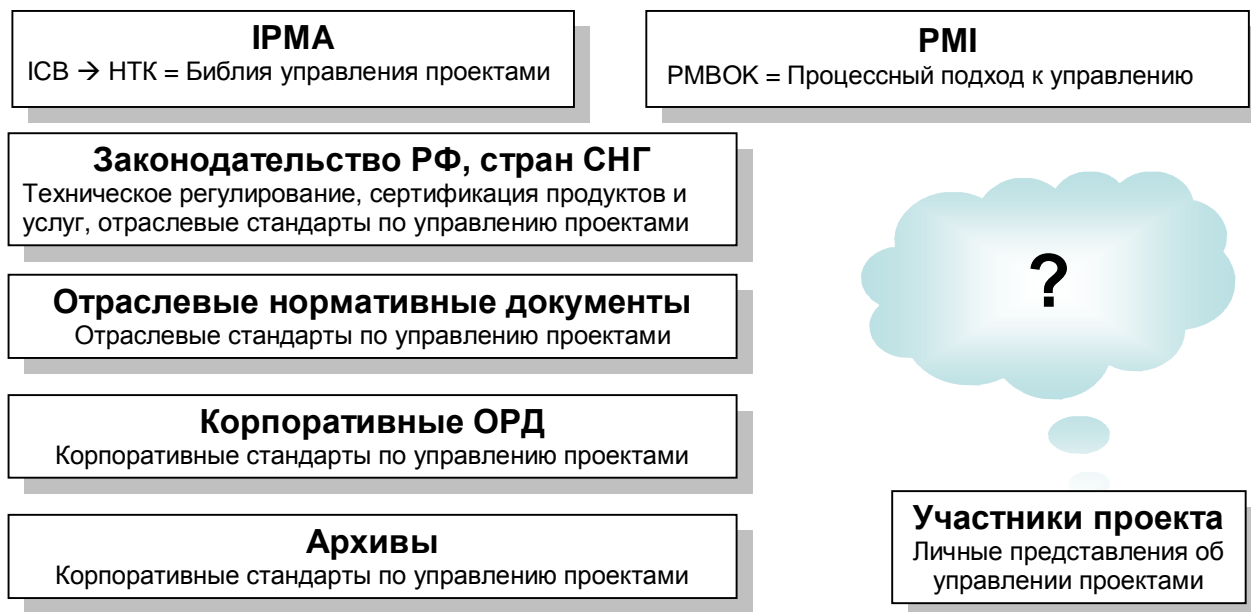 IPMA
ICB → НТК = Библия управления проектами
PMI
PMBOK = Процессный подход к управлению
Законодательство РФ, стран СНГ
Техническое регулирование, сертификация продуктов и
услуг, отраслевые стандарты по управлению проектами
Отраслевые нормативные документы
Отраслевые стандарты по управлению проектами
Корпоративные ОРД
Корпоративные стандарты по управлению проектами
Архивы
Корпоративные стандарты по управлению проектами
?
Участники проекта
Личные представления об
управлении проектами